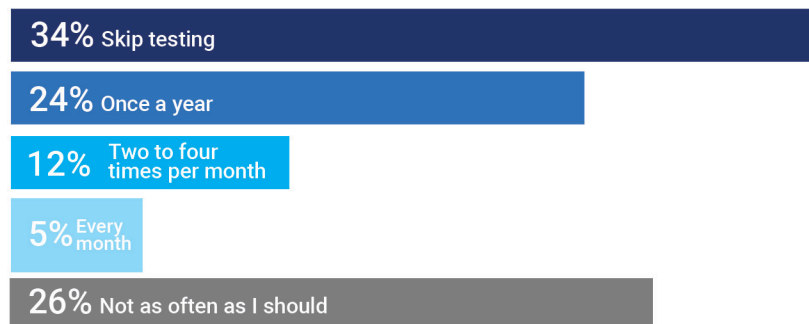 34% Skip testing
24% Once a year
12% Two to four
times per month
5% Every
month
26% Not as often as I should